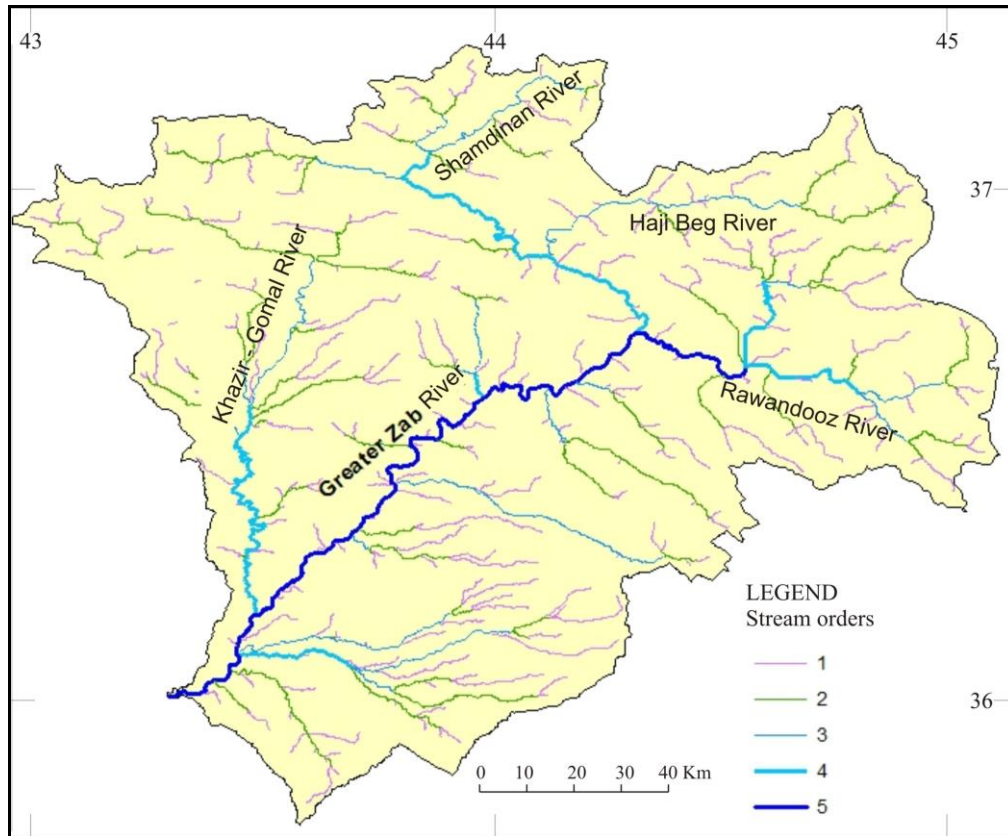 43
44
45
Shamdinan River
37
Haji Beg River
Khazir - Gomal River
Greater Zab River
Rawandooz River
LEGEND
Stream orders
1
2
36
3
4
5
0 10 20 30 40 Km